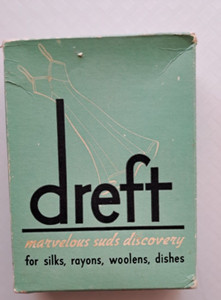 dreft
marvelous suds discovery
for silks, rayons, woolens, dishes